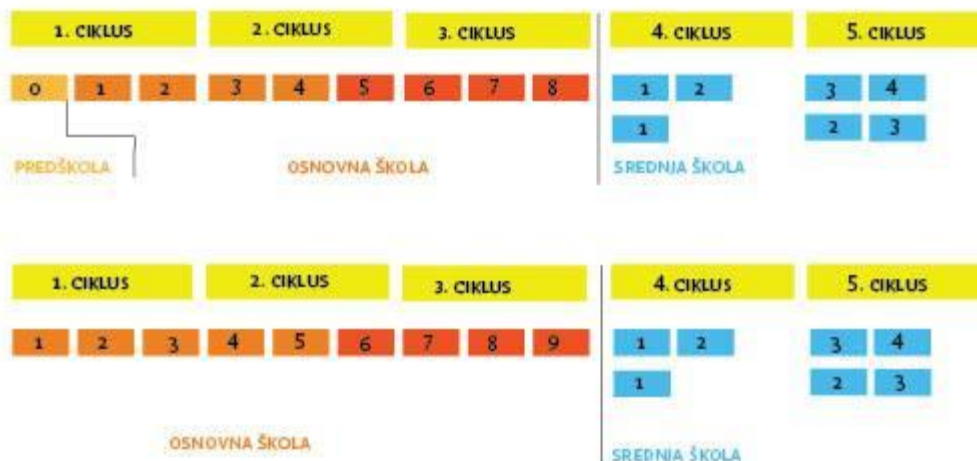 1. CIKLUS 2. CIKLUS 3. CIKLUS 4. CIKLUS 5. CIKLUS
0 1 2 3 4 5 6 7 8 1 2 3 4
1 2 3
PREDŠKOLA OSNOVNA ŠKOLA SREDNJA ŠKOLA
1. CIKLUS 2. CIKLUS 3. CIKLUS 4. CIKLUS 5. CIKLUS
1 2 3 4 5 6 7 8 9 1 2 3 4
1 2 3
OSNOVNA ŠKOLA
SREDNJA ŠKOLA